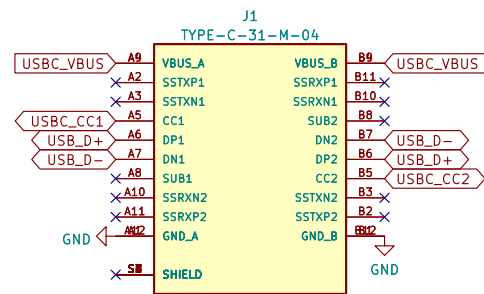 J1
TYPE-C-31-M-04
USBC_VBUS A9 VBUS_A VBUS_B B9 USBC_VBUS
A2 SSTXP1 SSRXP1 B11
A3 SSTXN1 SSRXN1 B10
USBC_CC1 A5 CC1 SUB2 B8
USB_D+ A6 DP1 DN2 B7 USB_D-
USB_D- A7 DN1 DP2 B6 USB_D+
A8 SUB1 CC2 B5 USBC_CC2
A10 SSRXN2 SSTXN2 B3
A11 SSRXP2 SSTXP2 B2
GND GND_A GND_B
SHIELD
GND